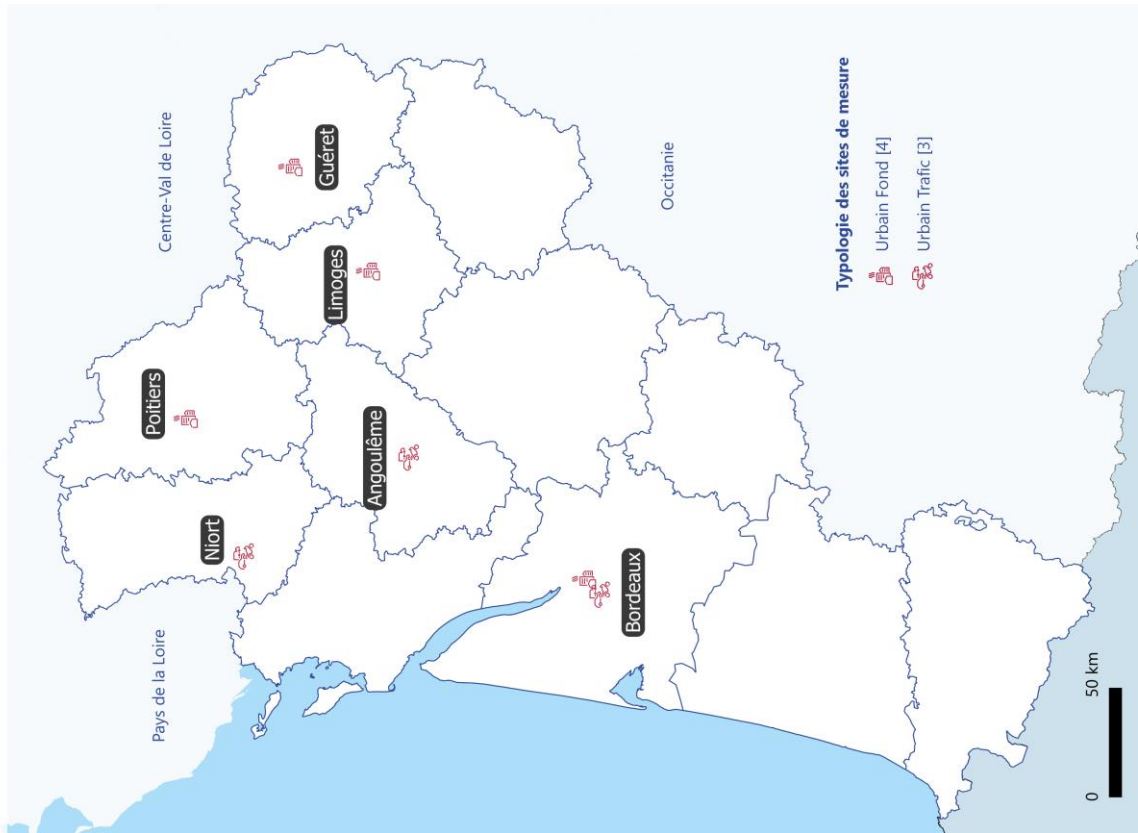 Centre-Val de Loire
Pays de la Loire
Poitiers
Guéret
Niort
Limoges
Angoulême
Bordeaux
Occitanie
Typologie des sites de mesure
Urbain Fond [4]
Urbain Trafic [3]
0
50 km